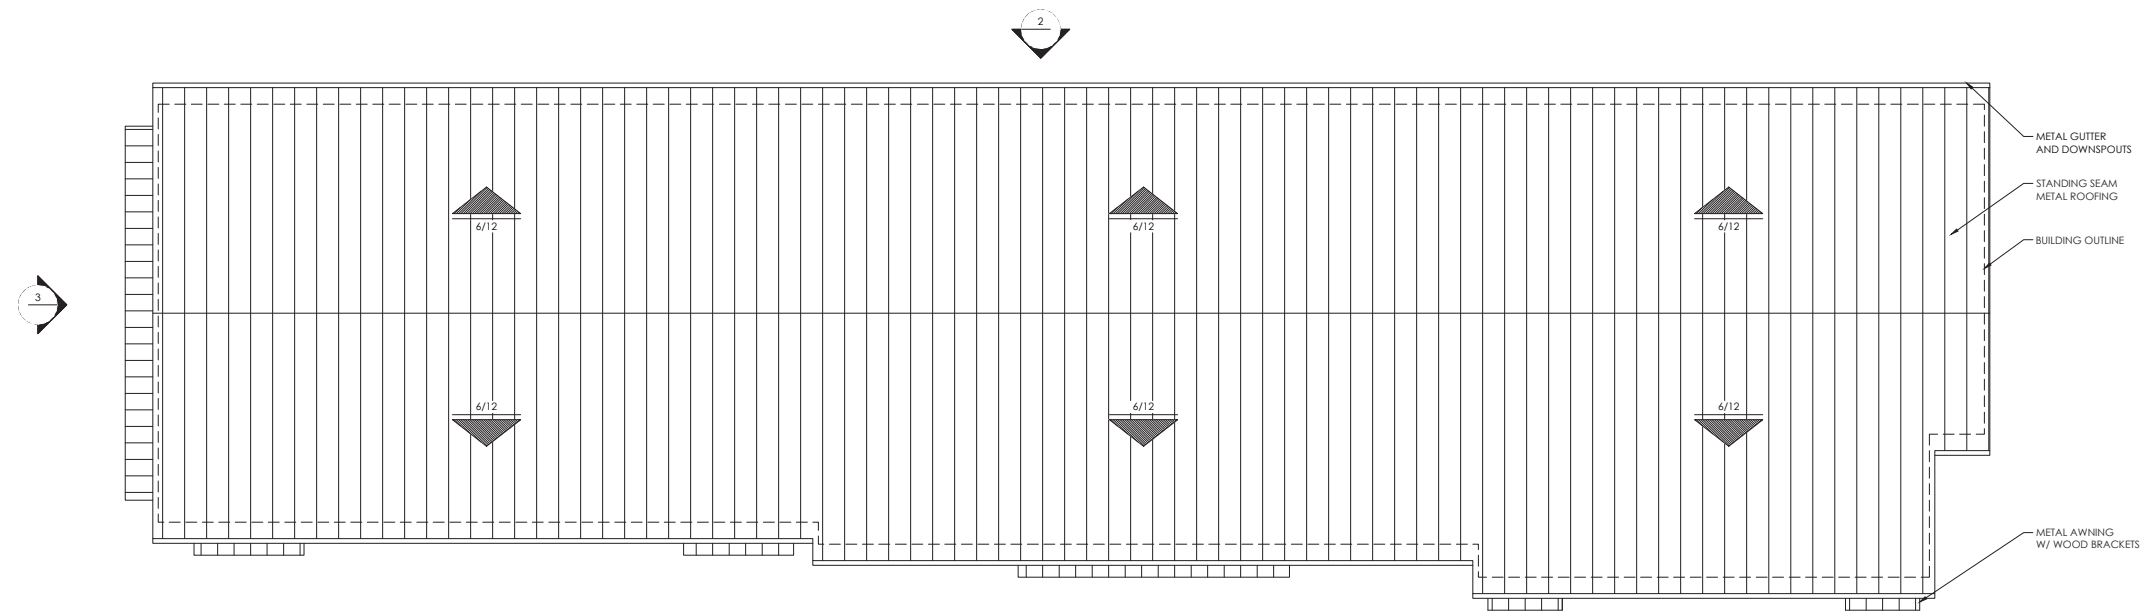 2
METAL GUTTER
AND DOWNSPOUTS
STANDING SEAM
METAL ROOFING
6/12
6/12
6/12
BUILDING OUTLINE
3
6/12
6/12
6/12
METAL AWNING
W/ WOOD BRACKETS